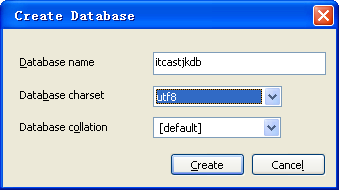 Create Database
Database name itcastjkdb
Database charset utf8
Database collation [default]
Create Cancel